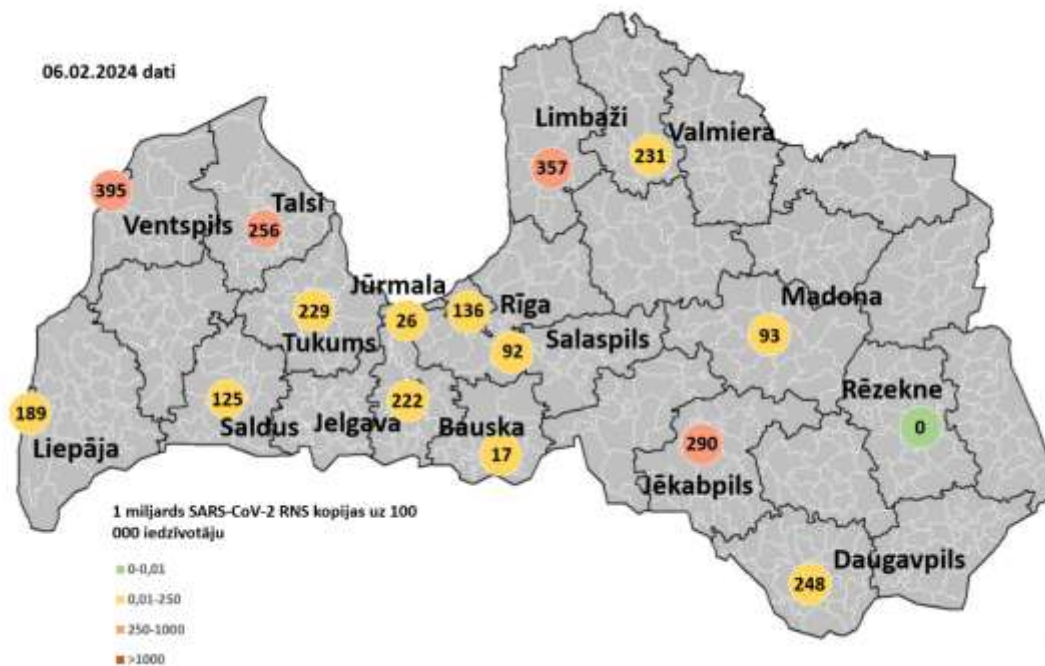 06.02.2024 dati
Limbaži
Valmiera
357
231
395
Ventspils
Talsi
256
Jūrmala
26
136
Rīga
229
Tukums
92
Salaspils
Madona
93
189
Liepāja
125
Saldus
Jelgava
222
Bauska
17
Rēzekne
0
290
Jēkabpils
248
Daugavpils
1 miljards SARS-CoV-2 RNS kopijas uz 100
000 iedzīvotāju
0-0,01
0,01-250
250-1000
>1000